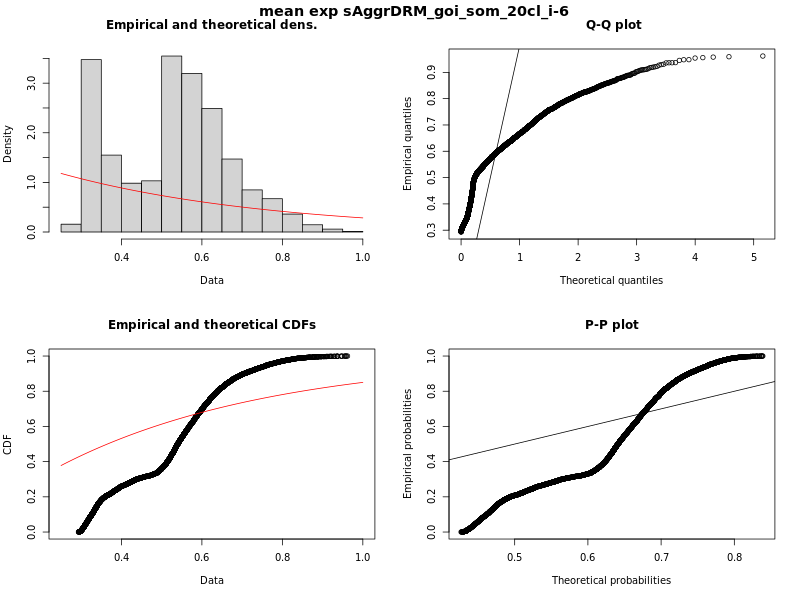 mean exp sAggrDRM_goi_som_20cl_i-6
Empirical and theoretical dens.
Density
0.0 1.0 2.0 3.0
0.4 0.6 0.8 1.0
Data
Q-Q plot
Empirical quantiles
0.3 0.4 0.5 0.6 0.7 0.8 0.9
0 1 2 3 4 5
Theoretical quantiles
Empirical and theoretical CDFs
CDF
0.0 0.2 0.4 0.6 0.8 1.0
0.4 0.6 0.8 1.0
Data
P-P plot
Empirical probabilities
0.0 0.2 0.4 0.6 0.8 1.0
0.5 0.6 0.7 0.8
Theoretical probabilities